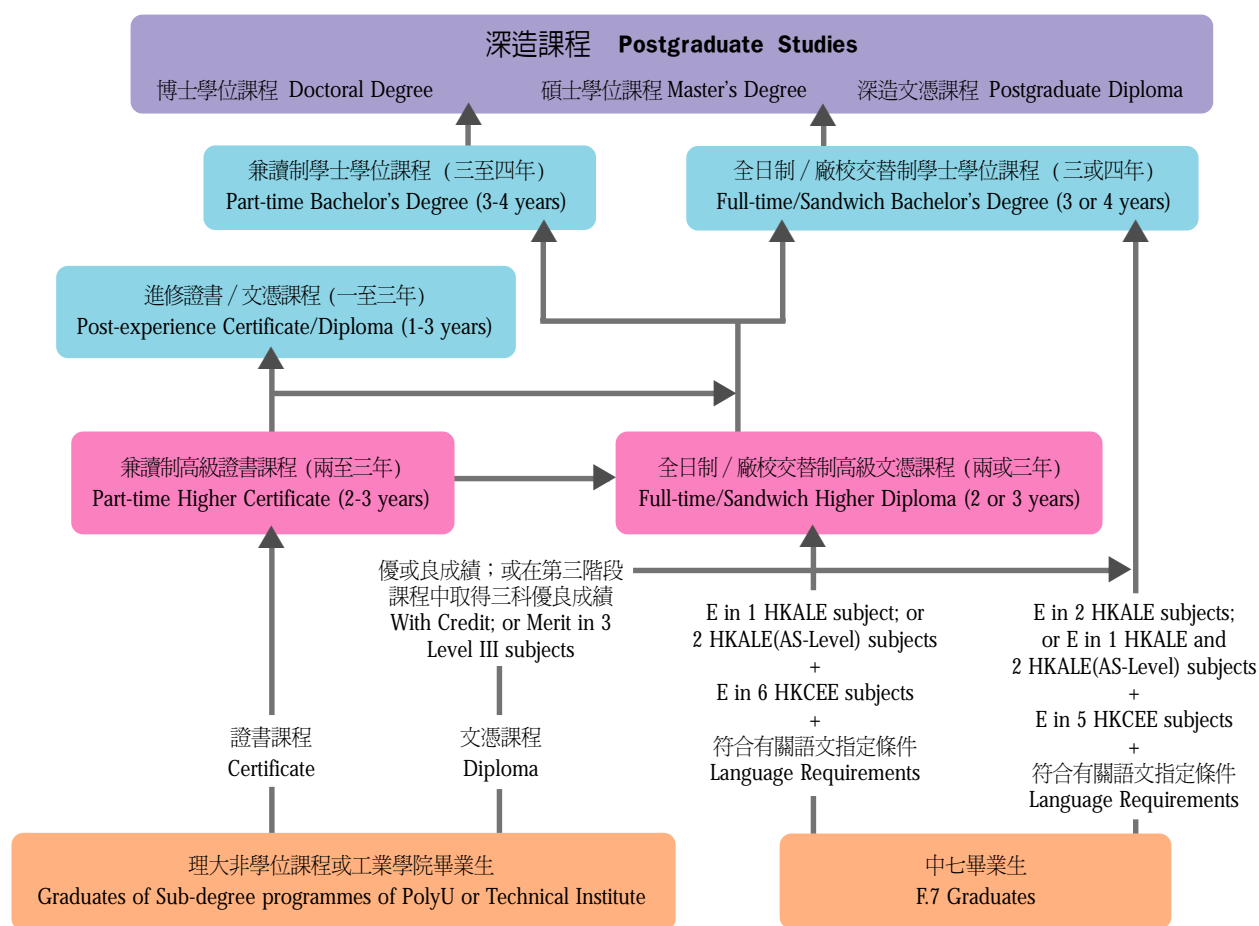 深造課程 Postgraduate Studies
博士學位課程 Doctoral Degree 碩士學位課程 Master's Degree 深造文憑課程 Postgraduate Diploma
兼讀制學士學位課程 (三至四年)
Part-time Bachelor's Degree (3-4 years)
全日制 / 廠校交替制學士學位課程 (三或四年)
Full-time/Sandwich Bachelor's Degree (3 or 4 years)
進修證書 / 文憑課程 (一至三年)
Post-experience Certificate/Diploma (1-3 years)
兼讀制高級證書課程 (兩至三年)
Part-time Higher Certificate (2-3 years)
全日制 / 廠校交替制高級文憑課程 (兩或三年)
Full-time/Sandwich Higher Diploma (2 or 3 years)
優或良成績；或在第三階段
課程中取得三科優良成績
With Credit; or Merit in 3
Level III subjects
E in 1 HKALE subject; or
2 HKALE(AS-Level) subjects
+
E in 6 HKCEE subjects
+
符合有關語文指定條件
Language Requirements
E in 2 HKALE subjects;
or E in 1 HKALE and
2 HKALE(AS-Level) subjects
+
E in 5 HKCEE subjects
+
符合有關語文指定條件
Language Requirements
證書課程
Certificate
文憑課程
Diploma
理大非學位課程或工業學院畢業生
Graduates of Sub-degree programmes of PolyU or Technical Institute
中七畢業生
F.7 Graduates